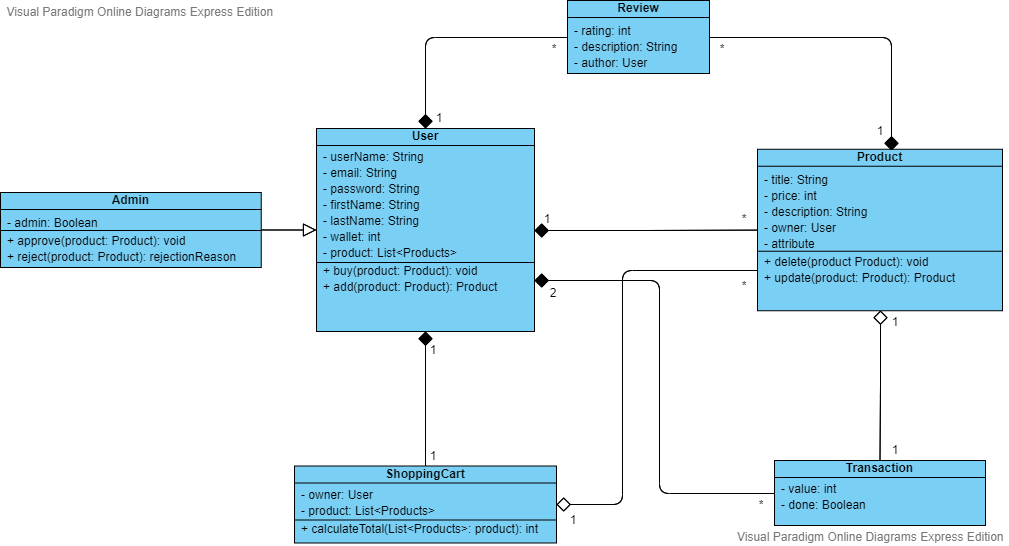 Visual Paradigm Online Diagrams Express Edition
Review
- rating: int
- description: String
- author: User
*
*
1
1
User
- userName: String
- email: String
- password: String
- firstName: String
- lastName: String
- wallet: int
- product: List<Products>
+ buy(product: Product): void
+ add(product: Product): Product
Product
- title: String
- price: int
- description: String
- owner: User
- attribute
+ delete(product Product): void
+ update(product: Product): Product
Admin
- admin: Boolean
+ approve(product: Product): void
+ reject(product: Product): rejectionReason
1
*
2
*
1
1
1
1
ShoppingCart
- owner: User
- product: List<Products>
+ calculateTotal(List<Products>: product): int
1
Transaction
- value: int
- done: Boolean
*
Visual Paradigm Online Diagrams Express Edition